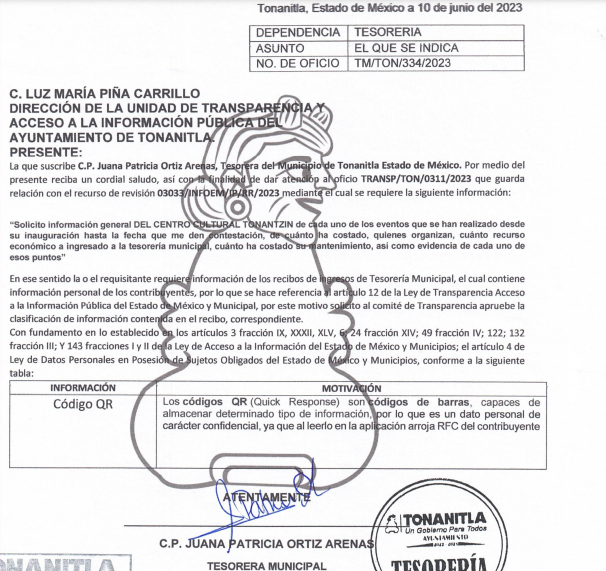 Tonanitla, Estado de México a 10 de junio del 2023
DEPENDENCIA TESORERIA
ASUNTO EL QUE SE INDICA
NO. DE OFICIO TM/TON/334/2023
C. LUZ MARÍA PIÑA CARRILLO
DIRECCIÓN DE LA UNIDAD DE TRANSPARENCIA Y
ACCESO A LA INFORMACIÓN PÚBLICA DEL
AYUNTAMIENTO DE TONANITLA.
PRESENTE:
La que suscribe C.P. Juana Patricia Ortiz Arenas, Tesorera del Municipio de Tonanitla Estado de México. Por medio del
presente reciba un cordial saludo, así con la finalidad de dar atención al oficio TRANSP/TON/0311/2023 que guarda
relación con el recurso de revisión 03033/INFOEM/IP/RR/2023 mediante el cual se requiere la siguiente información:
“Solicito información general DEL CENTRO CULTURAL TONANTZIN de cada uno de los eventos que se han realizado desde
su inauguración hasta la fecha que me den contestación, de cuánto ha costado, quienes organizan, cuánto recurso
económico a ingresado a la tesorería municipal, cuánto ha costado su mantenimiento, así como evidencia de cada uno de
esos puntos”
En ese sentido la o el requisitante requiere información de los recibos de ingresos de Tesorería Municipal, el cual contiene
información personal de los contribuyentes, por lo que se hace referencia al artículo 12 de la Ley de Transparencia Acceso
a la Información Pública del Estado de México y Municipal, por este motivo solicito al comité de Transparencia apruebe la
clasificación de información contenida en el recibo, correspondiente.
Con fundamento en lo establecido en los artículos 3 fracción IX, XXXII, XLV, 6, 24 fracción XIV; 49 fracción IV; 122; 132
fracción III; Y 143 fracciones I y II de la Ley de Acceso a la Información del Estado de México y Municipios; el artículo 4 de
Ley de Datos Personales en Posesión de Sujetos Obligados del Estado de México y Municipios, conforme a la siguiente
tabla:
INFORMACIÓN MOTIVACIÓN
Código QR Los códigos QR (Quick Response) son códigos de barras, capaces de
almacenar determinado tipo de información, por lo que es un dato personal de
carácter confidencial, ya que al leerlo en la aplicación arroja RFC del contribuyente
ATENTAMENTE
C.P. JUANA PATRICIA ORTIZ ARENAS
TESORERA MUNICIPAL
TONANITLA
Un Gobierno Para Todos
AYUNTAMIENTO
TESORERÍA
TONANITLA